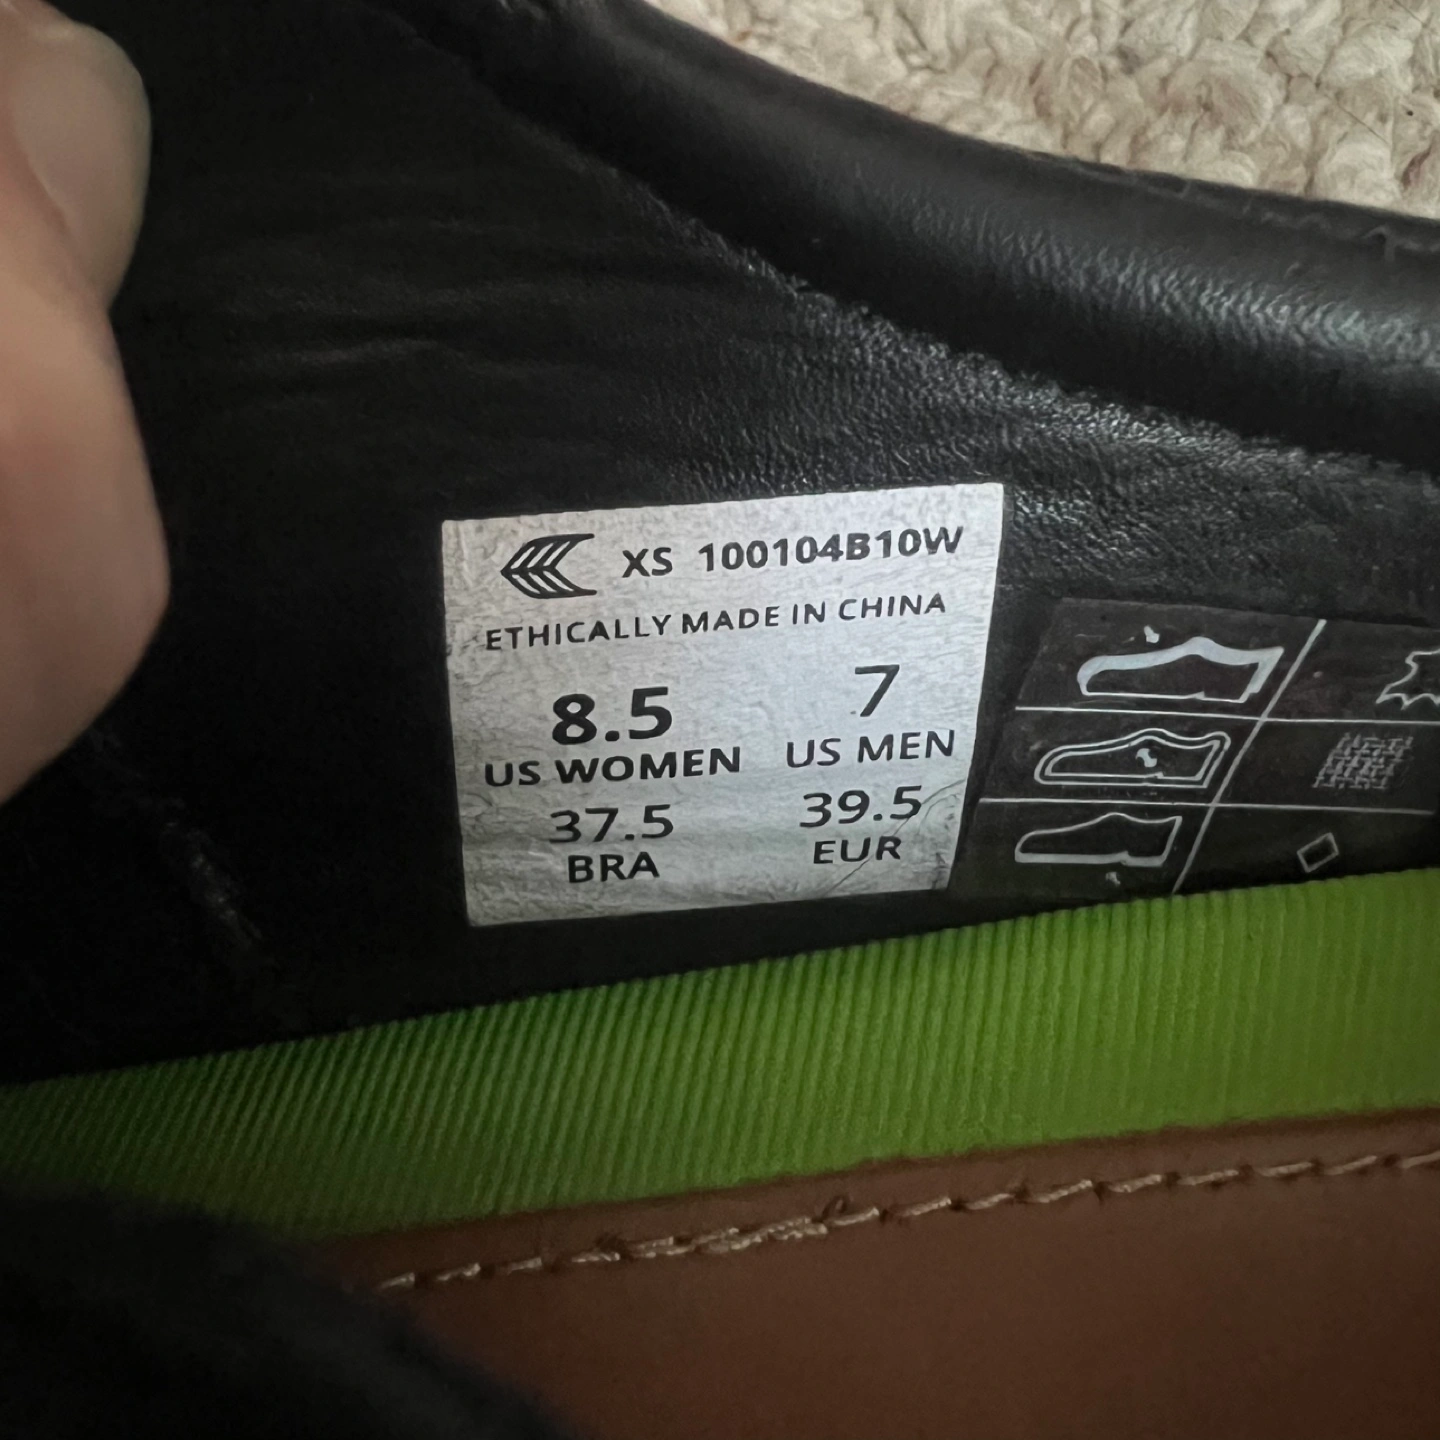 XS 100104B10W
ETHICALLY MADE IN CHINA
8.5 7
US WOMEN US MEN
37.5 39.5
BRA EUR